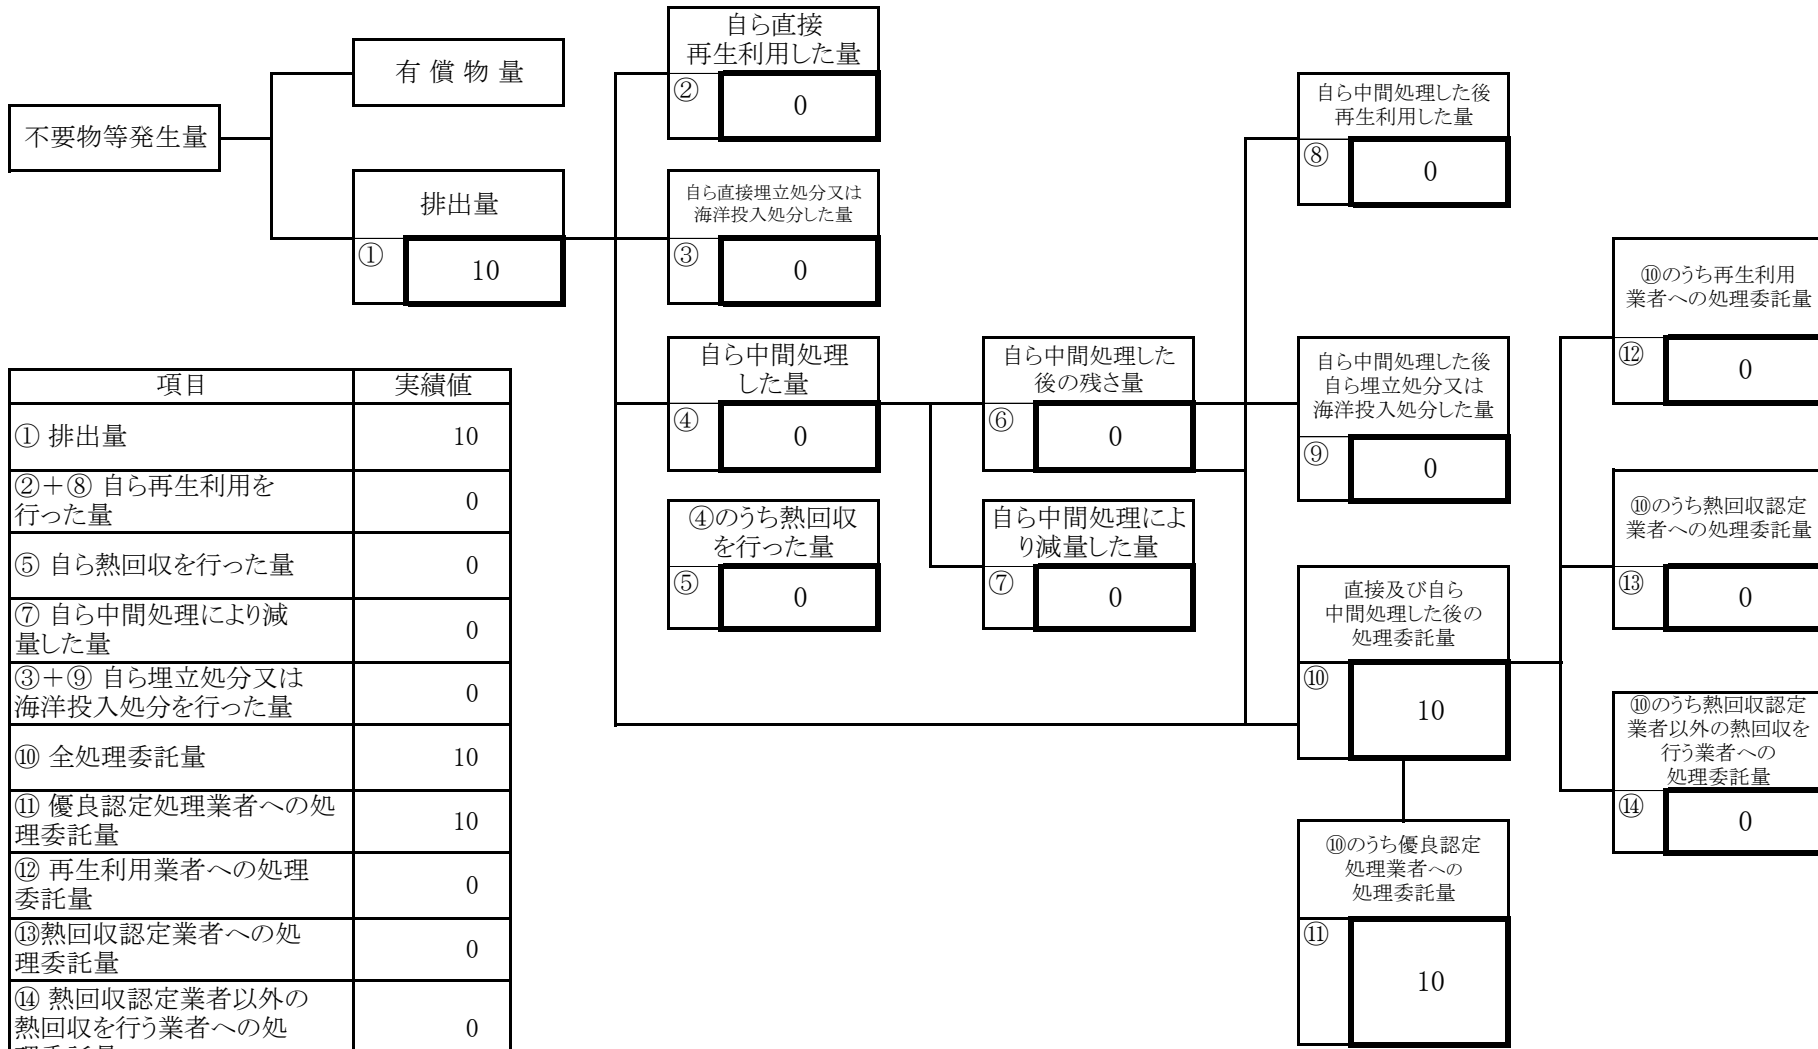 不要物等発生量
有 償 物 量
排出量
①
10
自ら直接
再生利用した量
②
0
自ら直接埋立処分又は
海洋投入処分した量
③
0
自ら中間処理
した量
④
0
④のうち熱回収
を行った量
⑤
0
自ら中間処理した
後の残さ量
⑥
0
自ら中間処理によ
り減量した量
⑦
0
自ら中間処理した後
再生利用した量
⑧
0
自ら中間処理した後
自ら埋立処分又は
海洋投入処分した量
⑨
0
直接及び自ら
中間処理した後の
処理委託量
⑩
10
⑩のうち優良認定
処理業者への
処理委託量
⑪
10
⑩のうち再生利用
業者への処理委託量
⑫
0
⑩のうち熱回収認定
業者への処理委託量
⑬
0
⑩のうち熱回収認定
業者以外の熱回収を
行う業者への
処理委託量
⑭
0
項目 実績値
① 排出量 10
②＋⑧ 自ら再生利用を
行った量 0
⑤ 自ら熱回収を行った量 0
⑦ 自ら中間処理により減
量した量 0
③＋⑨ 自ら埋立処分又は
海洋投入処分を行った量 0
⑩ 全処理委託量 10
⑪ 優良認定処理業者への処
理委託量 10
⑫ 再生利用業者への処理
委託量 0
⑬熱回収認定業者への処
理委託量 0
⑭ 熱回収認定業者以外の
熱回収を行う業者への処 0